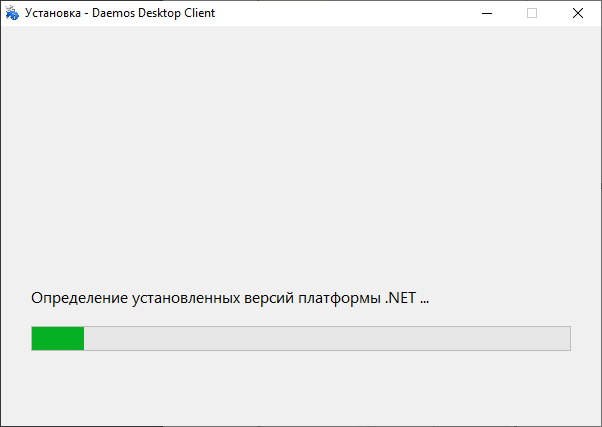 Установка - Daemos Desktop Client
Определение установленных версий платформы .NET ...